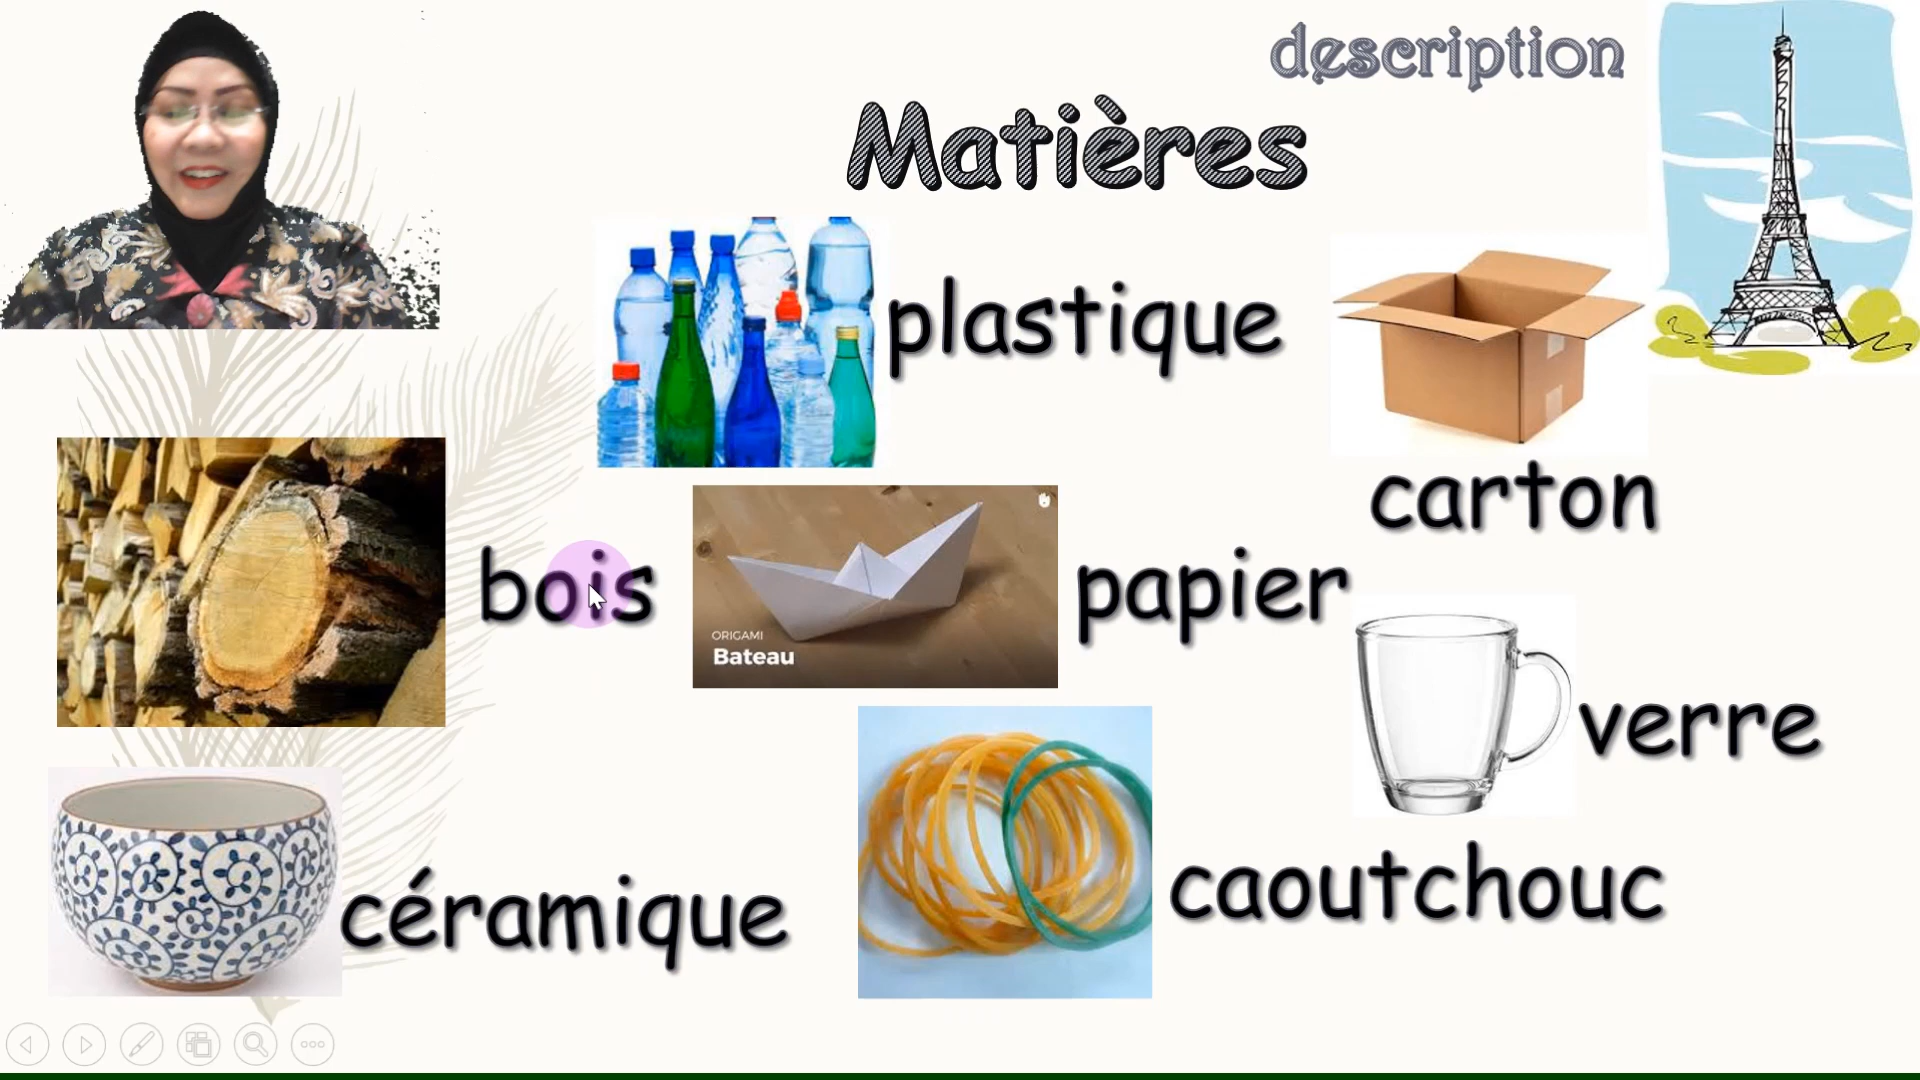 description
Matières
plastique
carton
bois
ORIGAMI
Bateau
papier
verre
céramique
caoutchouc